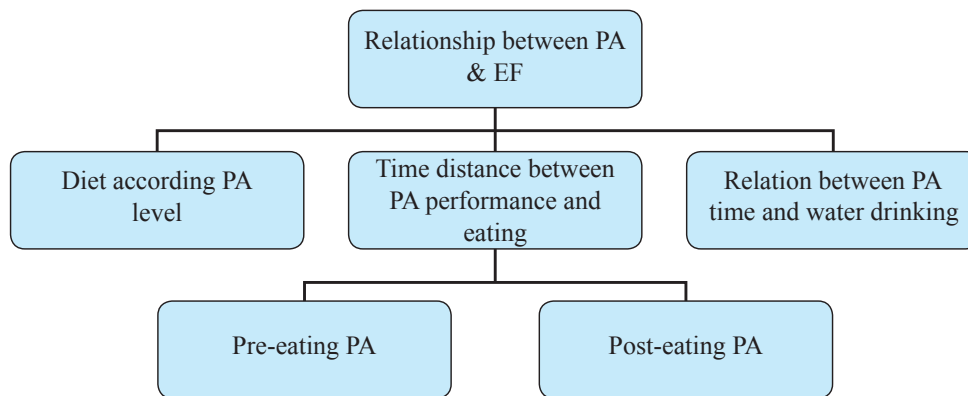 Relationship between PA
& EF
Diet according PA
level
Time distance between
PA performance and
eating
Relation between PA
time and water drinking
Pre-eating PA
Post-eating PA